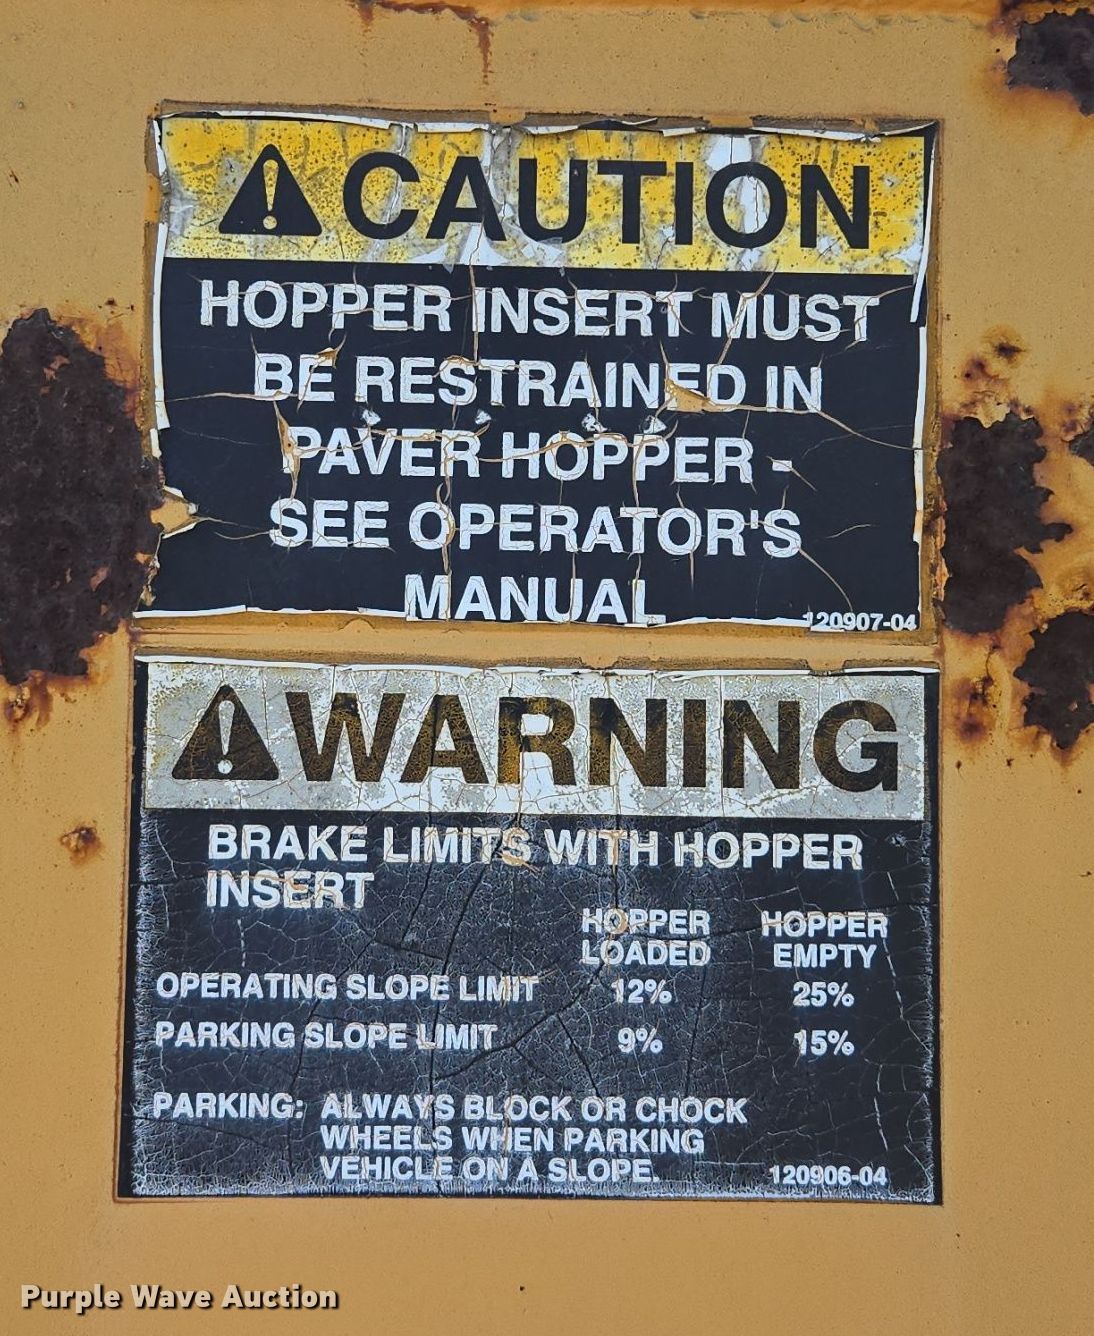 CAUTION
HOPPER INSERT MUST
BE RESTRAINED IN
PAVER HOPPER -
SEE OPERATOR'S
MANUAL
120907-04
WARNING
BRAKE LIMITS WITH HOPPER
INSERT
HOPPER HOPPER
LOADED EMPTY
OPERATING SLOPE LIMIT 12% 25%
PARKING SLOPE LIMIT 9% 15%
PARKING: ALWAYS BLOCK OR CHOCK
WHEELS WHEN PARKING
VEHICLE ON A SLOPE.
120906-04
Purple Wave Auction